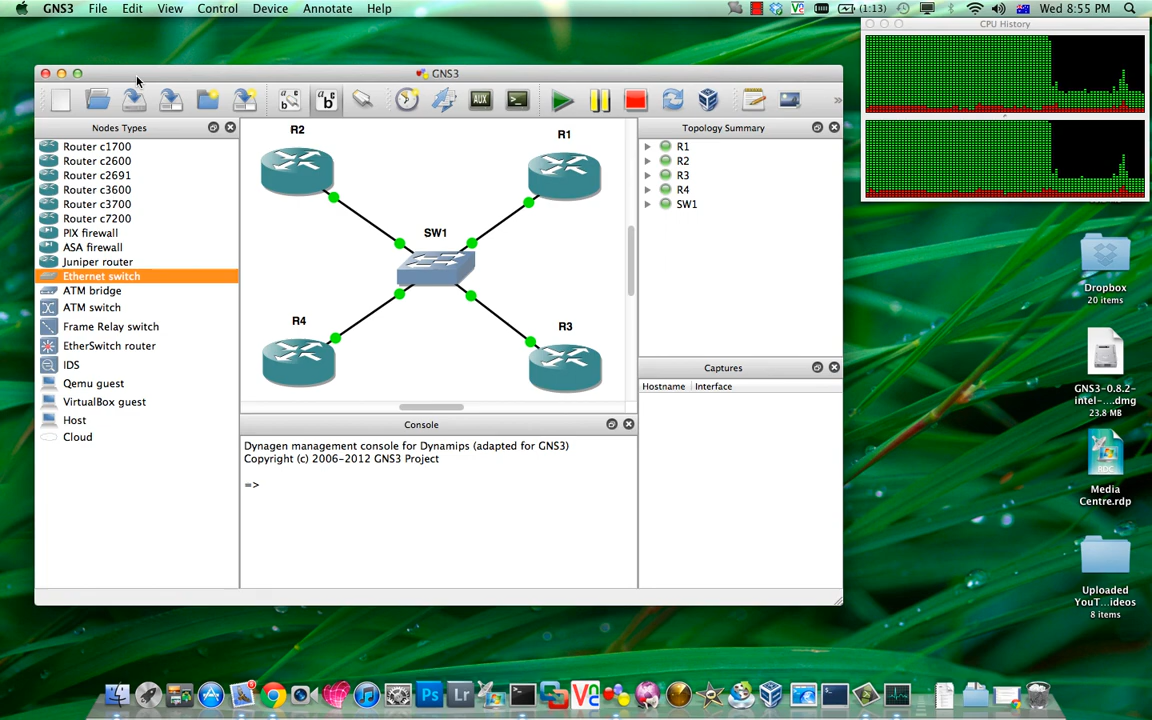 GNS3 File Edit View Control Device Annotate Help
(1:13) Wed 8:55 PM
CPU History
GNS3
AUX
Nodes Types
Router c1700
Router c2600
Router c2691
Router c3600
Router c3700
Router c7200
PIX firewall
ASA firewall
Juniper router
Ethernet switch
ATM bridge
ATM switch
Frame Relay switch
EtherSwitch router
IDS
Qemu guest
VirtualBox guest
Host
Cloud
R2
R1
SW1
R4
R3
Console
Dynagen management console for Dynamips (adapted for GNS3)
Copyright (c) 2006-2012 GNS3 Project
=>
Topology Summary
R1
R2
R3
R4
SW1
Captures
Hostname Interface
Dropbox
20 items
GNS3-0.8.2-
intel-....dmg
23.8 MB
RDC
Media
Centre.rdp
Uploaded
YouT...ideos
8 items
Ps
Lr